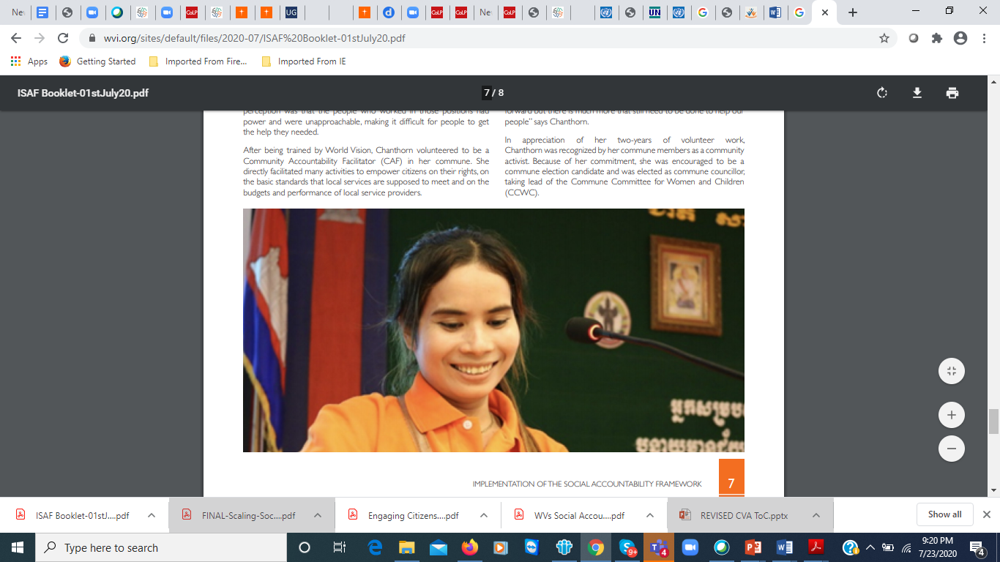 Ne
CaLP
UG
d
CaLP
CaLP
Ne
CaLP
UN
wvi.org/sites/default/files/2020-07/ISAF%20Booklet-01stJuly20.pdf
Apps
Getting Started
Imported From Fire...
Imported From IE
ISAF Booklet-01stJuly20.pdf
7 / 8
perception was that the people who worked in those positions had
power and were unapproachable, making it difficult for people to get
the help they needed.
After being trained by World Vision, Chanthorn volunteered to be a
Community Accountability Facilitator (CAF) in her commune. She
directly facilitated many activities to empower citizens on their rights, on
the basic standards that local services are supposed to meet and on the
budgets and performance of local service providers.
forward but there is much more that still need to be done to help our
people" says Chanthorn.
In appreciation of her two-years of volunteer work,
Chanthorn was recognized by her commune members as a community
activist. Because of her commitment, she was encouraged to be a
commune election candidate and was elected as commune councillor,
taking lead of the Commune Committee for Women and Children
(CCWC).
IMPLEMENTATION OF THE SOCIAL ACCOUNTABILITY FRAMEWORK
7
ISAF Booklet-01stJ....pdf
FINAL-Scaling-Soc....pdf
Engaging Citizens....pdf
WVs Social Accou....pdf
REVISED CVA ToC.pptx
Show all
Type here to search
9+
4
9:20 PM
7/23/2020
4